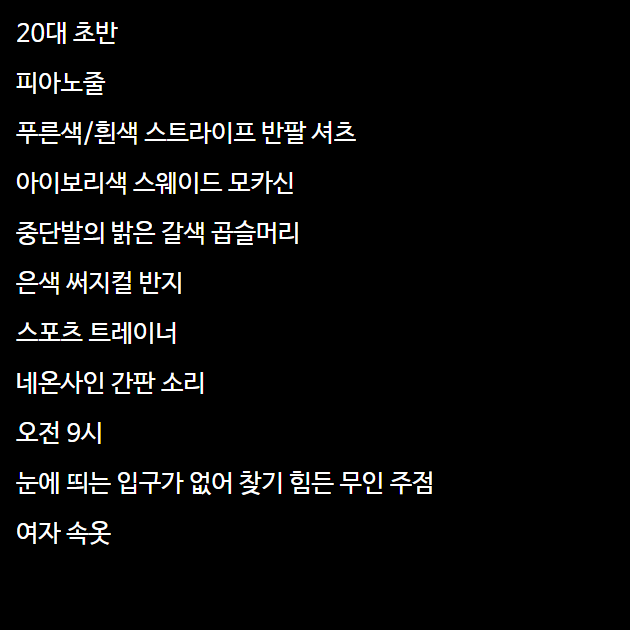 20대 초반
피아노줄
푸른색/흰색 스트라이프 반팔 셔츠
아이보리색 스웨이드 모카신
중단발의 밝은 갈색 곱슬머리
은색 써지컬 반지
스포츠 트레이너
네온사인 간판 소리
오전 9시
눈에 띄는 입구가 없어 찾기 힘든 무인 주점
여자 속옷